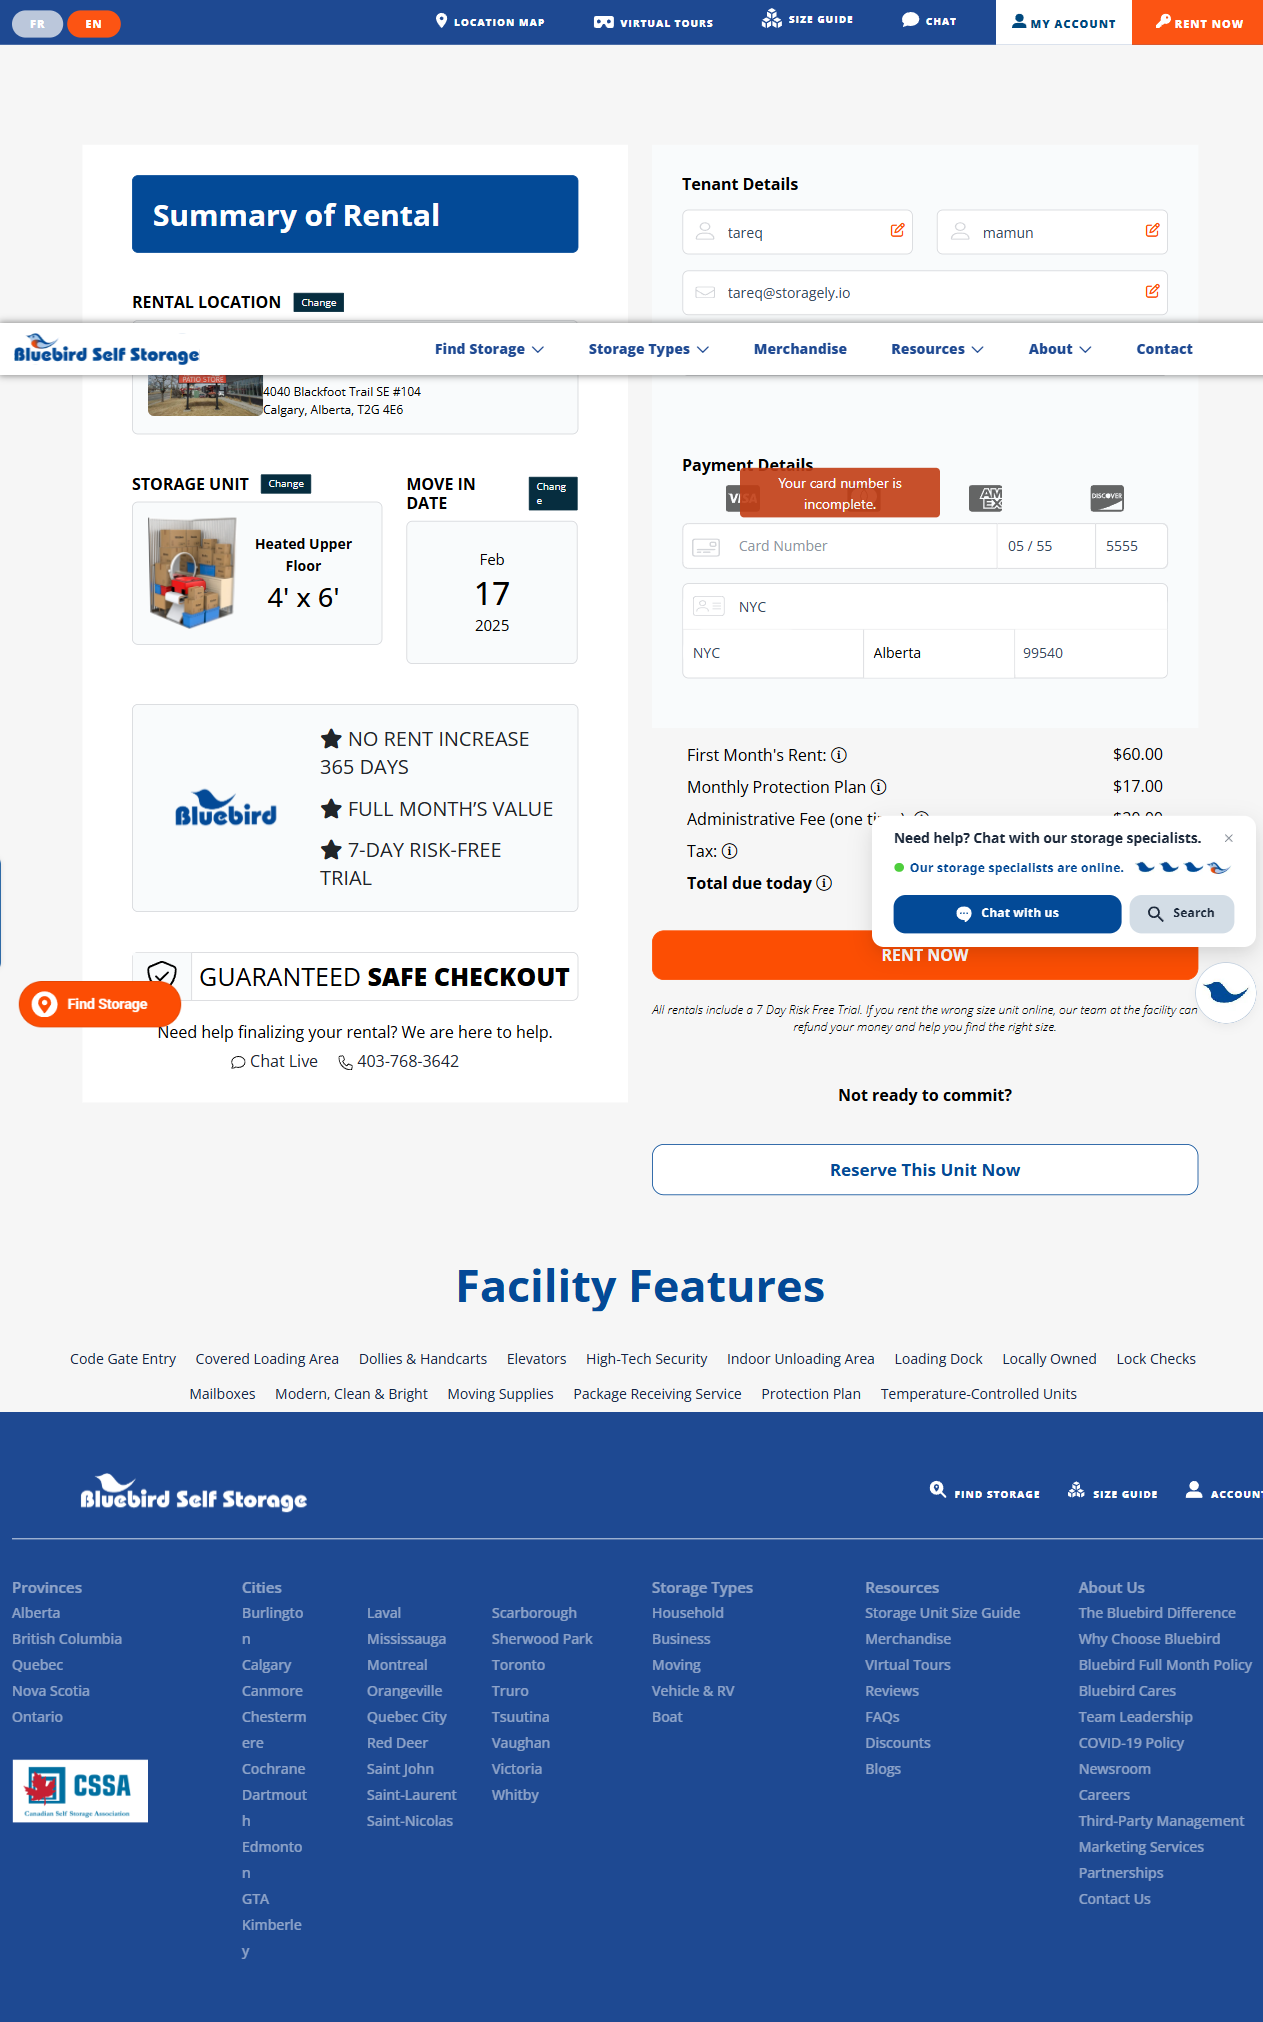 FR
EN
LOCATION MAP
VIRTUAL TOURS
SIZE GUIDE
CHAT
MY ACCOUNT
RENT NOW
Summary of Rental
RENTAL LOCATION
Change
Tenant Details
tareq
mamun
tareq@storagely.io
Bluebird Self Storage
Find Storage
Storage Types
Merchandise
Resources
About
Contact
PATIO STORE
4040 Blackfoot Trail SE #104
Calgary, Alberta, T2G 4E6
STORAGE UNIT
Change
Heated Upper
Floor
4' x 6'
MOVE IN
DATE
Chang
e
Feb
17
2025
Payment Details
Your card number is
incomplete.
VISA
AM
EX
DISCOVER
Card Number
05 / 55
5555
NYC
NYC
Alberta
99540
Bluebird
NO RENT INCREASE
365 DAYS
FULL MONTH’S VALUE
7-DAY RISK-FREE
TRIAL
GUARANTEED SAFE CHECKOUT
Find Storage
Need help finalizing your rental? We are here to help.
Chat Live
403-768-3642
First Month's Rent:
$60.00
Monthly Protection Plan
$17.00
Administrative Fee (one
Tax:
Total due today
Need help? Chat with our storage specialists.
Our storage specialists are online.
Chat with us
Search
RENT NOW
All rentals include a 7 Day Risk Free Trial. If you rent the wrong size unit online, our team at the facility can
refund your money and help you find the right size.
Not ready to commit?
Reserve This Unit Now
Facility Features
Code Gate Entry Covered Loading Area Dollies & Handcarts Elevators High-Tech Security Indoor Unloading Area Loading Dock Locally Owned Lock Checks
Mailboxes Modern, Clean & Bright Moving Supplies Package Receiving Service Protection Plan Temperature-Controlled Units
Bluebird Self Storage
FIND STORAGE
SIZE GUIDE
ACCOUNT
Provinces
Alberta
British Columbia
Quebec
Nova Scotia
Ontario
CSSA
Canadian Self Storage Association
Cities
Burlingto
n
Calgary
Canmore
Chesterm
ere
Cochrane
Dartmout
h
Edmonto
n
GTA
Kimberle
y
Laval
Mississauga
Montreal
Orangeville
Quebec City
Red Deer
Saint John
Saint-Laurent
Saint-Nicolas
Scarborough
Sherwood Park
Toronto
Truro
Tsuutina
Vaughan
Victoria
Whitby
Storage Types
Household
Business
Moving
Vehicle & RV
Boat
Resources
Storage Unit Size Guide
Merchandise
VIrtual Tours
Reviews
FAQs
Discounts
Blogs
About Us
The Bluebird Difference
Why Choose Bluebird
Bluebird Full Month Policy
Bluebird Cares
Team Leadership
COVID-19 Policy
Newsroom
Careers
Third-Party Management
Marketing Services
Partnerships
Contact Us